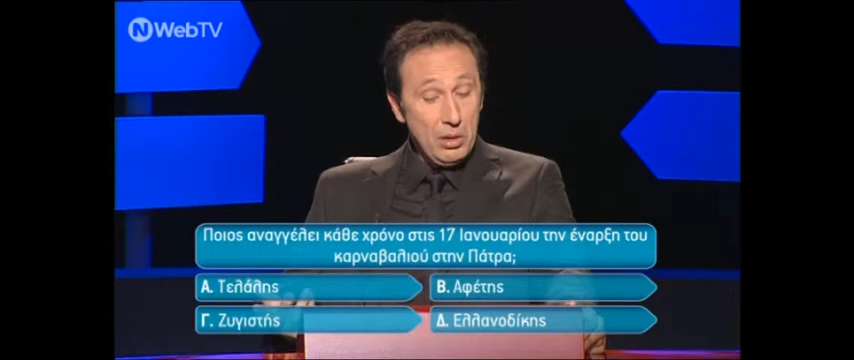 N WebTV
Ποιος αναγγέλει κάθε χρόνο στις 17 Ιανουαρίου την έναρξη του
καρναβαλιού στην Πάτρα;
Α. Τελάλης
Β. Αφέτης
Γ. Ζυγιστής
Δ. Ελλανοδίκης